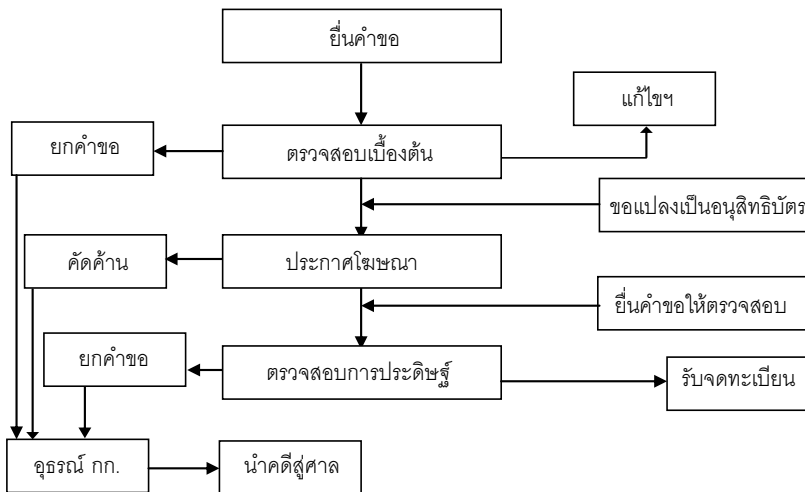 ยื่นคำขอ
แก้ไขฯ
ยกคำขอ
ตรวจสอบเบื้องต้น
ขอแปลงเป็นอนุสิทธิบัตร
คัดค้าน
ประกาศโฆษณา
ยื่นคำขอให้ตรวจสอบ
ยกคำขอ
ตรวจสอบการประดิษฐ์
รับจดทะเบียน
อุธรณ์ กก.
นำคดีสู่ศาล